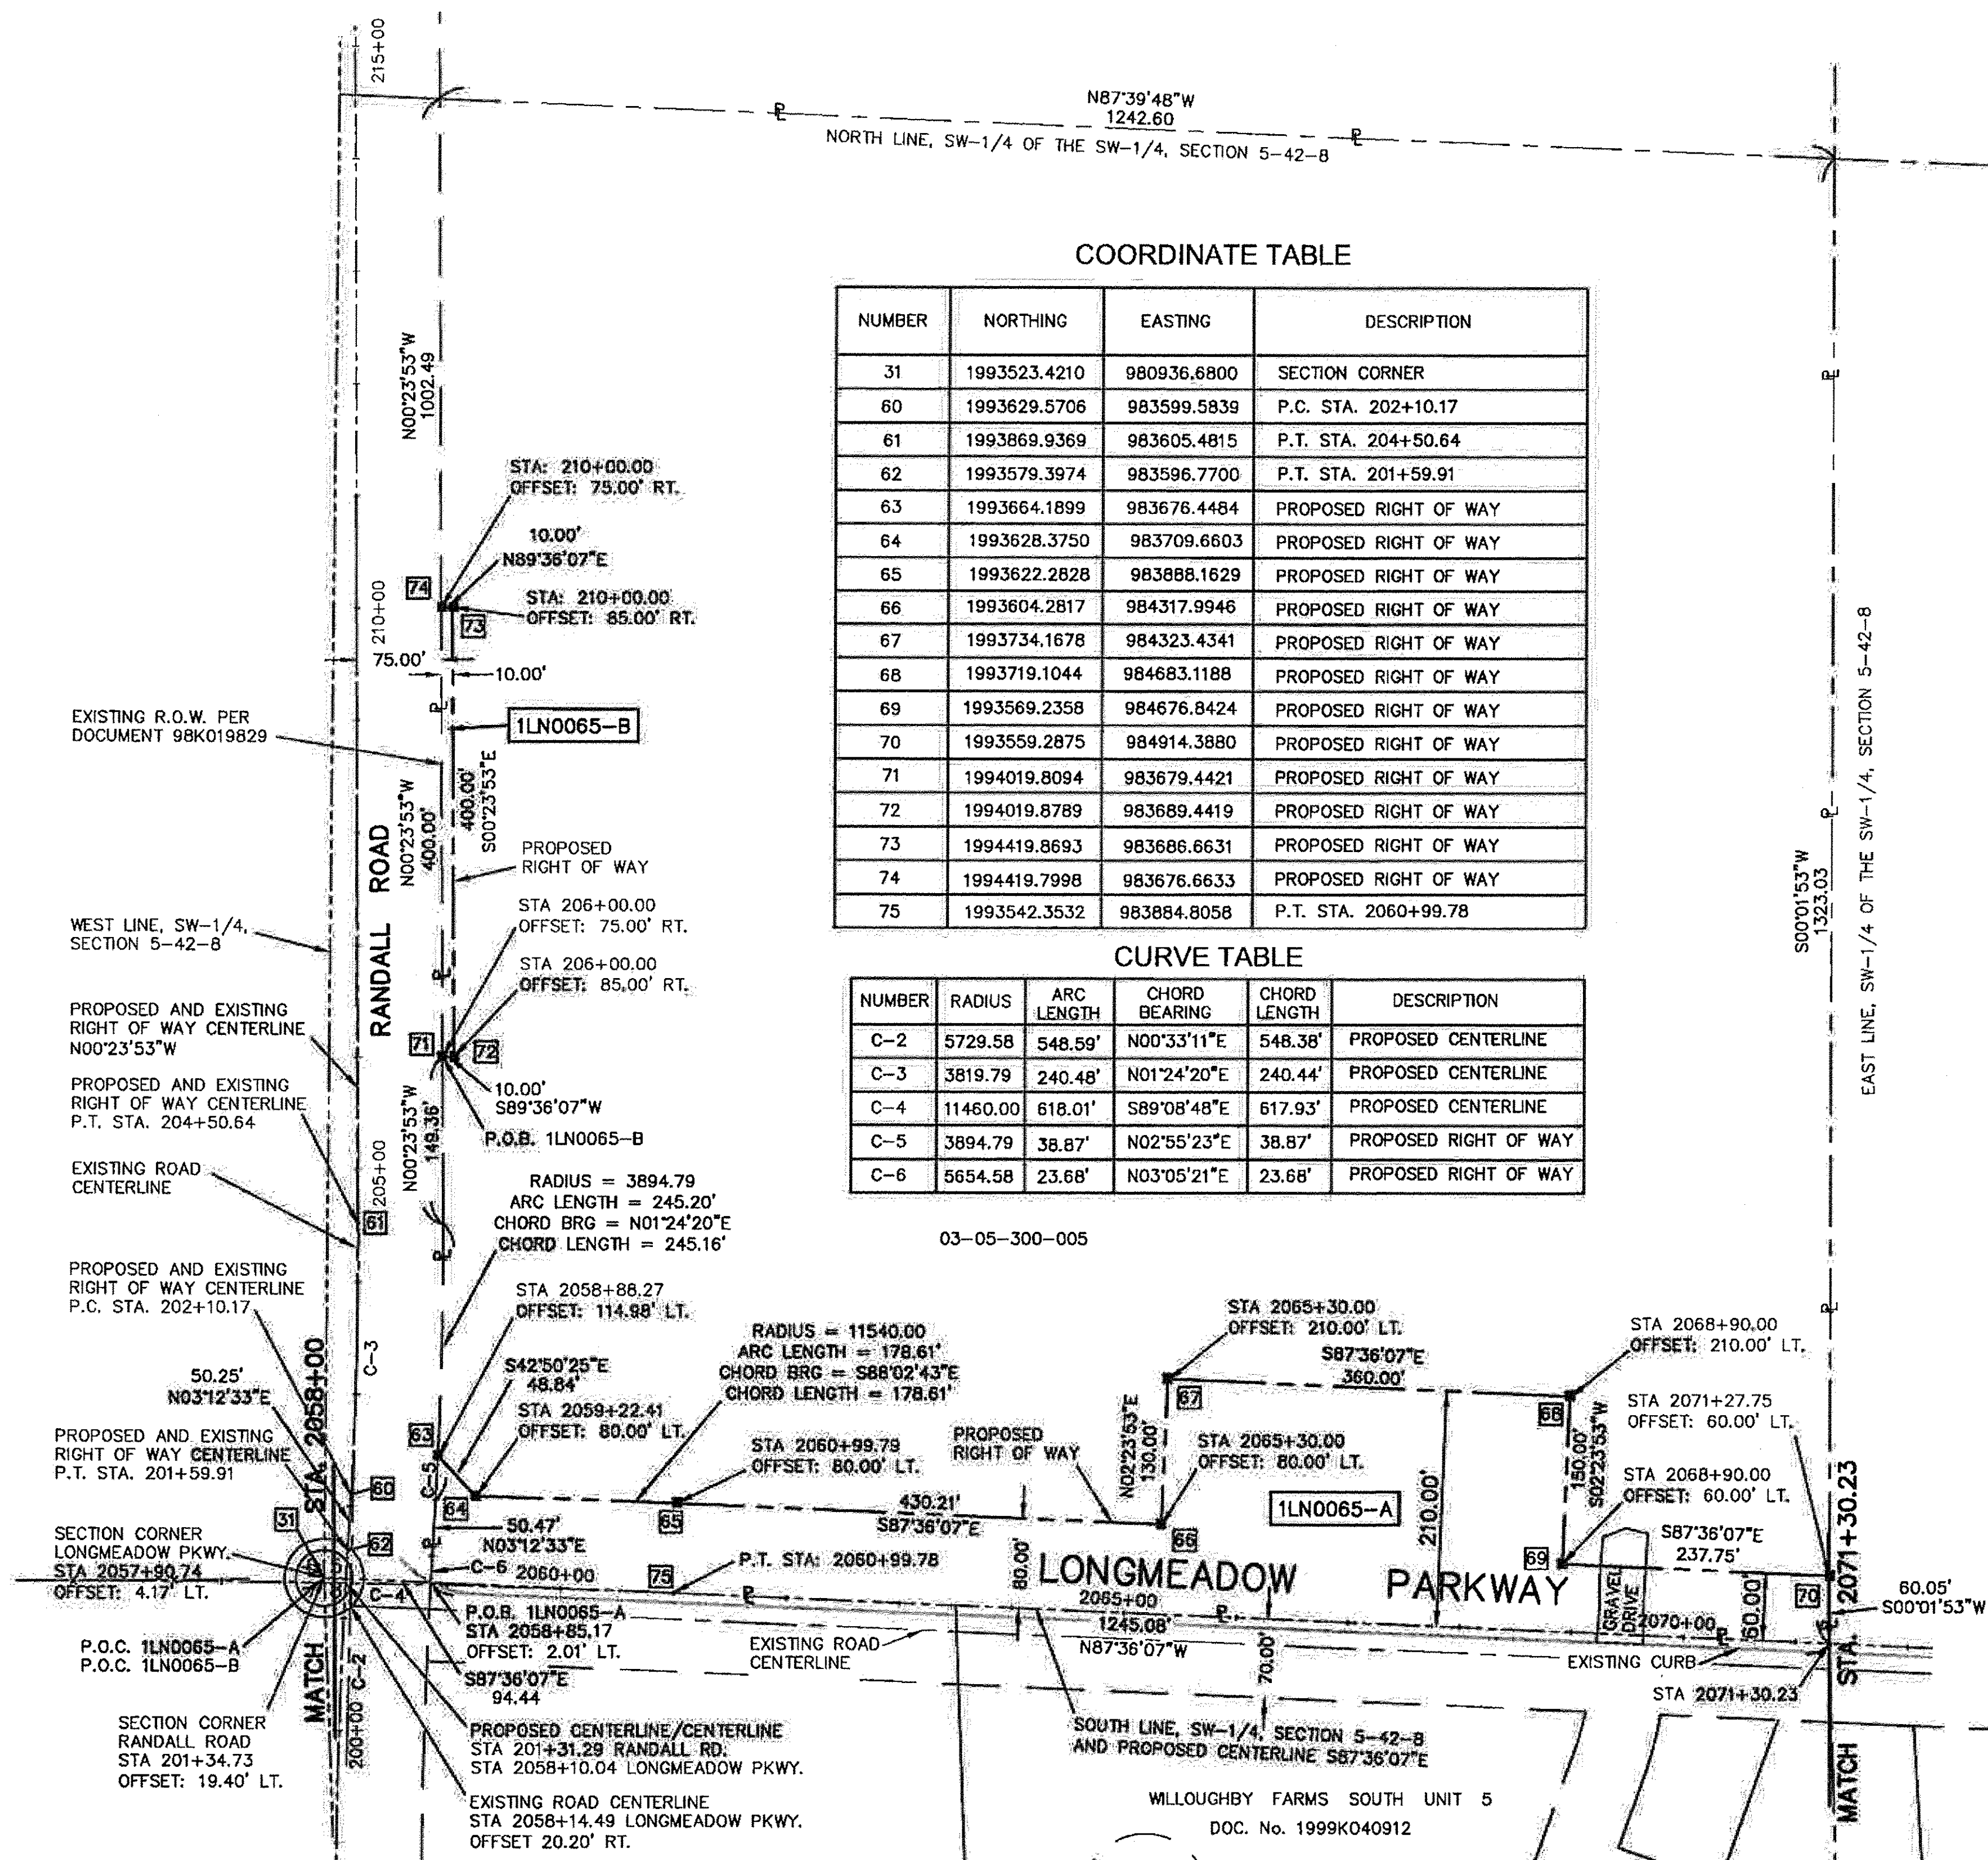 215+00
N87°39'48"W
1242.60
NORTH LINE, SW-1/4 OF THE SW-1/4, SECTION 5-42-8
COORDINATE TABLE
NUMBER NORTHING EASTING DESCRIPTION
31 1993523.4210 980936.6800 SECTION CORNER
60 1993629.5706 983599.5839 P.C. STA. 202+10.17
61 1993869.9369 983605.4815 P.T. STA. 204+50.64
62 1993579.3974 983596.7700 P.T. STA. 201+59.91
63 1993664.1899 983676.4484 PROPOSED RIGHT OF WAY
64 1993628.3750 983709.6603 PROPOSED RIGHT OF WAY
65 1993622.2828 983888.1629 PROPOSED RIGHT OF WAY
66 1993604.2817 984317.9946 PROPOSED RIGHT OF WAY
67 1993734.1678 984323.4341 PROPOSED RIGHT OF WAY
68 1993719.1044 984683.1188 PROPOSED RIGHT OF WAY
69 1993569.2358 984676.8424 PROPOSED RIGHT OF WAY
70 1993559.2875 984914.3880 PROPOSED RIGHT OF WAY
71 1994019.8094 983679.4421 PROPOSED RIGHT OF WAY
72 1994019.8789 983689.4419 PROPOSED RIGHT OF WAY
73 1994419.8693 983686.6631 PROPOSED RIGHT OF WAY
74 1994419.7998 983676.6633 PROPOSED RIGHT OF WAY
75 1993542.3532 983884.8058 P.T. STA. 2060+99.78
CURVE TABLE
NUMBER RADIUS ARC LENGTH CHORD BEARING CHORD LENGTH DESCRIPTION
C-2 5729.58 548.59' N00°33'11"E 548.38' PROPOSED CENTERLINE
C-3 3819.79 240.48' N01°24'20"E 240.44' PROPOSED CENTERLINE
C-4 11460.00 618.01' S89°08'48"E 617.93' PROPOSED CENTERLINE
C-5 3894.79 38.87' N02°55'23"E 38.87' PROPOSED RIGHT OF WAY
C-6 5654.58 23.68' N03°05'21"E 23.68' PROPOSED RIGHT OF WAY
03-05-300-005
N00°23'53"W
1002.49
STA: 210+00.00
OFFSET: 75.00' RT.
10.00'
N89°36'07"E
74
STA: 210+00.00
OFFSET: 85.00' RT.
73
210+00
75.00'
10.00'
1LN0065-B
EXISTING R.O.W. PER
DOCUMENT 98K019829
N00°23'53"W
400.00'
400.00'
S00°23'53"E
RANDALL ROAD
PROPOSED
RIGHT OF WAY
STA 206+00.00
OFFSET: 75.00' RT.
WEST LINE, SW-1/4,
SECTION 5-42-8
STA 206+00.00
OFFSET: 85.00' RT.
PROPOSED AND EXISTING
RIGHT OF WAY CENTERLINE
N00°23'53"W
71
72
10.00'
S89°36'07"W
P.O.B. 1LN0065-B
PROPOSED AND EXISTING
RIGHT OF WAY CENTERLINE
P.T. STA. 204+50.64
N00°23'53"W
149.36'
205+00
EXISTING ROAD
CENTERLINE
61
RADIUS = 3894.79
ARC LENGTH = 245.20'
CHORD BRG = N01°24'20"E
CHORD LENGTH = 245.16'
PROPOSED AND EXISTING
RIGHT OF WAY CENTERLINE
P.C. STA. 202+10.17
STA 2058+88.27
OFFSET: 114.98' LT.
C-3
MATCH STA. 2058+00
S42°50'25"E
48.84'
RADIUS = 11540.00
ARC LENGTH = 178.61'
CHORD BRG = S88°02'43"E
CHORD LENGTH = 178.61'
50.25'
N03°12'33"E
STA 2059+22.41
OFFSET: 80.00' LT.
63
PROPOSED AND EXISTING
RIGHT OF WAY CENTERLINE
P.T. STA. 201+59.91
STA 2060+99.79
OFFSET: 80.00' LT.
60
C-5
64
65
31
62
SECTION CORNER
LONGMEADOW PKWY.
STA 2057+90.74
OFFSET: 4.17' LT.
50.47'
N03°12'33"E
C-6
2060+00
75
P.T. STA: 2060+99.78
C-4
P.O.C. 1LN0065-A
P.O.C. 1LN0065-B
P.O.B. 1LN0065-A
STA 2058+85.17
OFFSET: 2.01' LT.
S87°36'07"E
94.44
C-2
200+00
SECTION CORNER
RANDALL ROAD
STA 201+34.73
OFFSET: 19.40' LT.
PROPOSED CENTERLINE/CENTERLINE
STA 201+31.29 RANDALL RD.
STA 2058+10.04 LONGMEADOW PKWY.
EXISTING ROAD CENTERLINE
STA 2058+14.49 LONGMEADOW PKWY.
OFFSET 20.20' RT.
STA 2065+30.00
OFFSET: 210.00' LT.
S87°36'07"E
360.00'
67
N02°23'53"E
130.00'
PROPOSED
RIGHT OF WAY
STA 2065+30.00
OFFSET: 80.00' LT.
430.21'
S87°36'07"E
66
1LN0065-A
210.00'
STA 2068+90.00
OFFSET: 210.00' LT.
68
STA 2071+27.75
OFFSET: 60.00' LT.
150.00'
S02°23'53"W
STA 2068+90.00
OFFSET: 60.00' LT.
S87°36'07"E
237.75'
69
70
LONGMEADOW PARKWAY
80.00'
2065+00
1245.08'
N87°36'07"W
70.00'
GRAVEL
DRIVE
2070+00
60.00'
60.05'
S00°01'53"W
EXISTING ROAD
CENTERLINE
EXISTING CURB
STA 2071+30.23
SOUTH LINE, SW-1/4, SECTION 5-42-8
AND PROPOSED CENTERLINE S87°36'07"E
WILLOUGHBY FARMS SOUTH UNIT 5
DOC. No. 1999K040912
S00°01'53"W
1323.03
EAST LINE, SW-1/4 OF THE SW-1/4, SECTION 5-42-8
MATCH STA. 2071+30.23